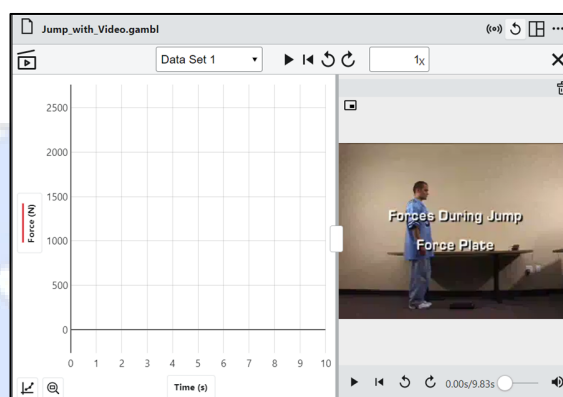 Jump_with_Video.gambl
Data Set 1
1x
2500
2000
1500
1000
500
0
Force (N)
0 1 2 3 4 5 6 7 8 9 10
Time (s)
Forces During Jump
Force Plate
0.00s/9.83s